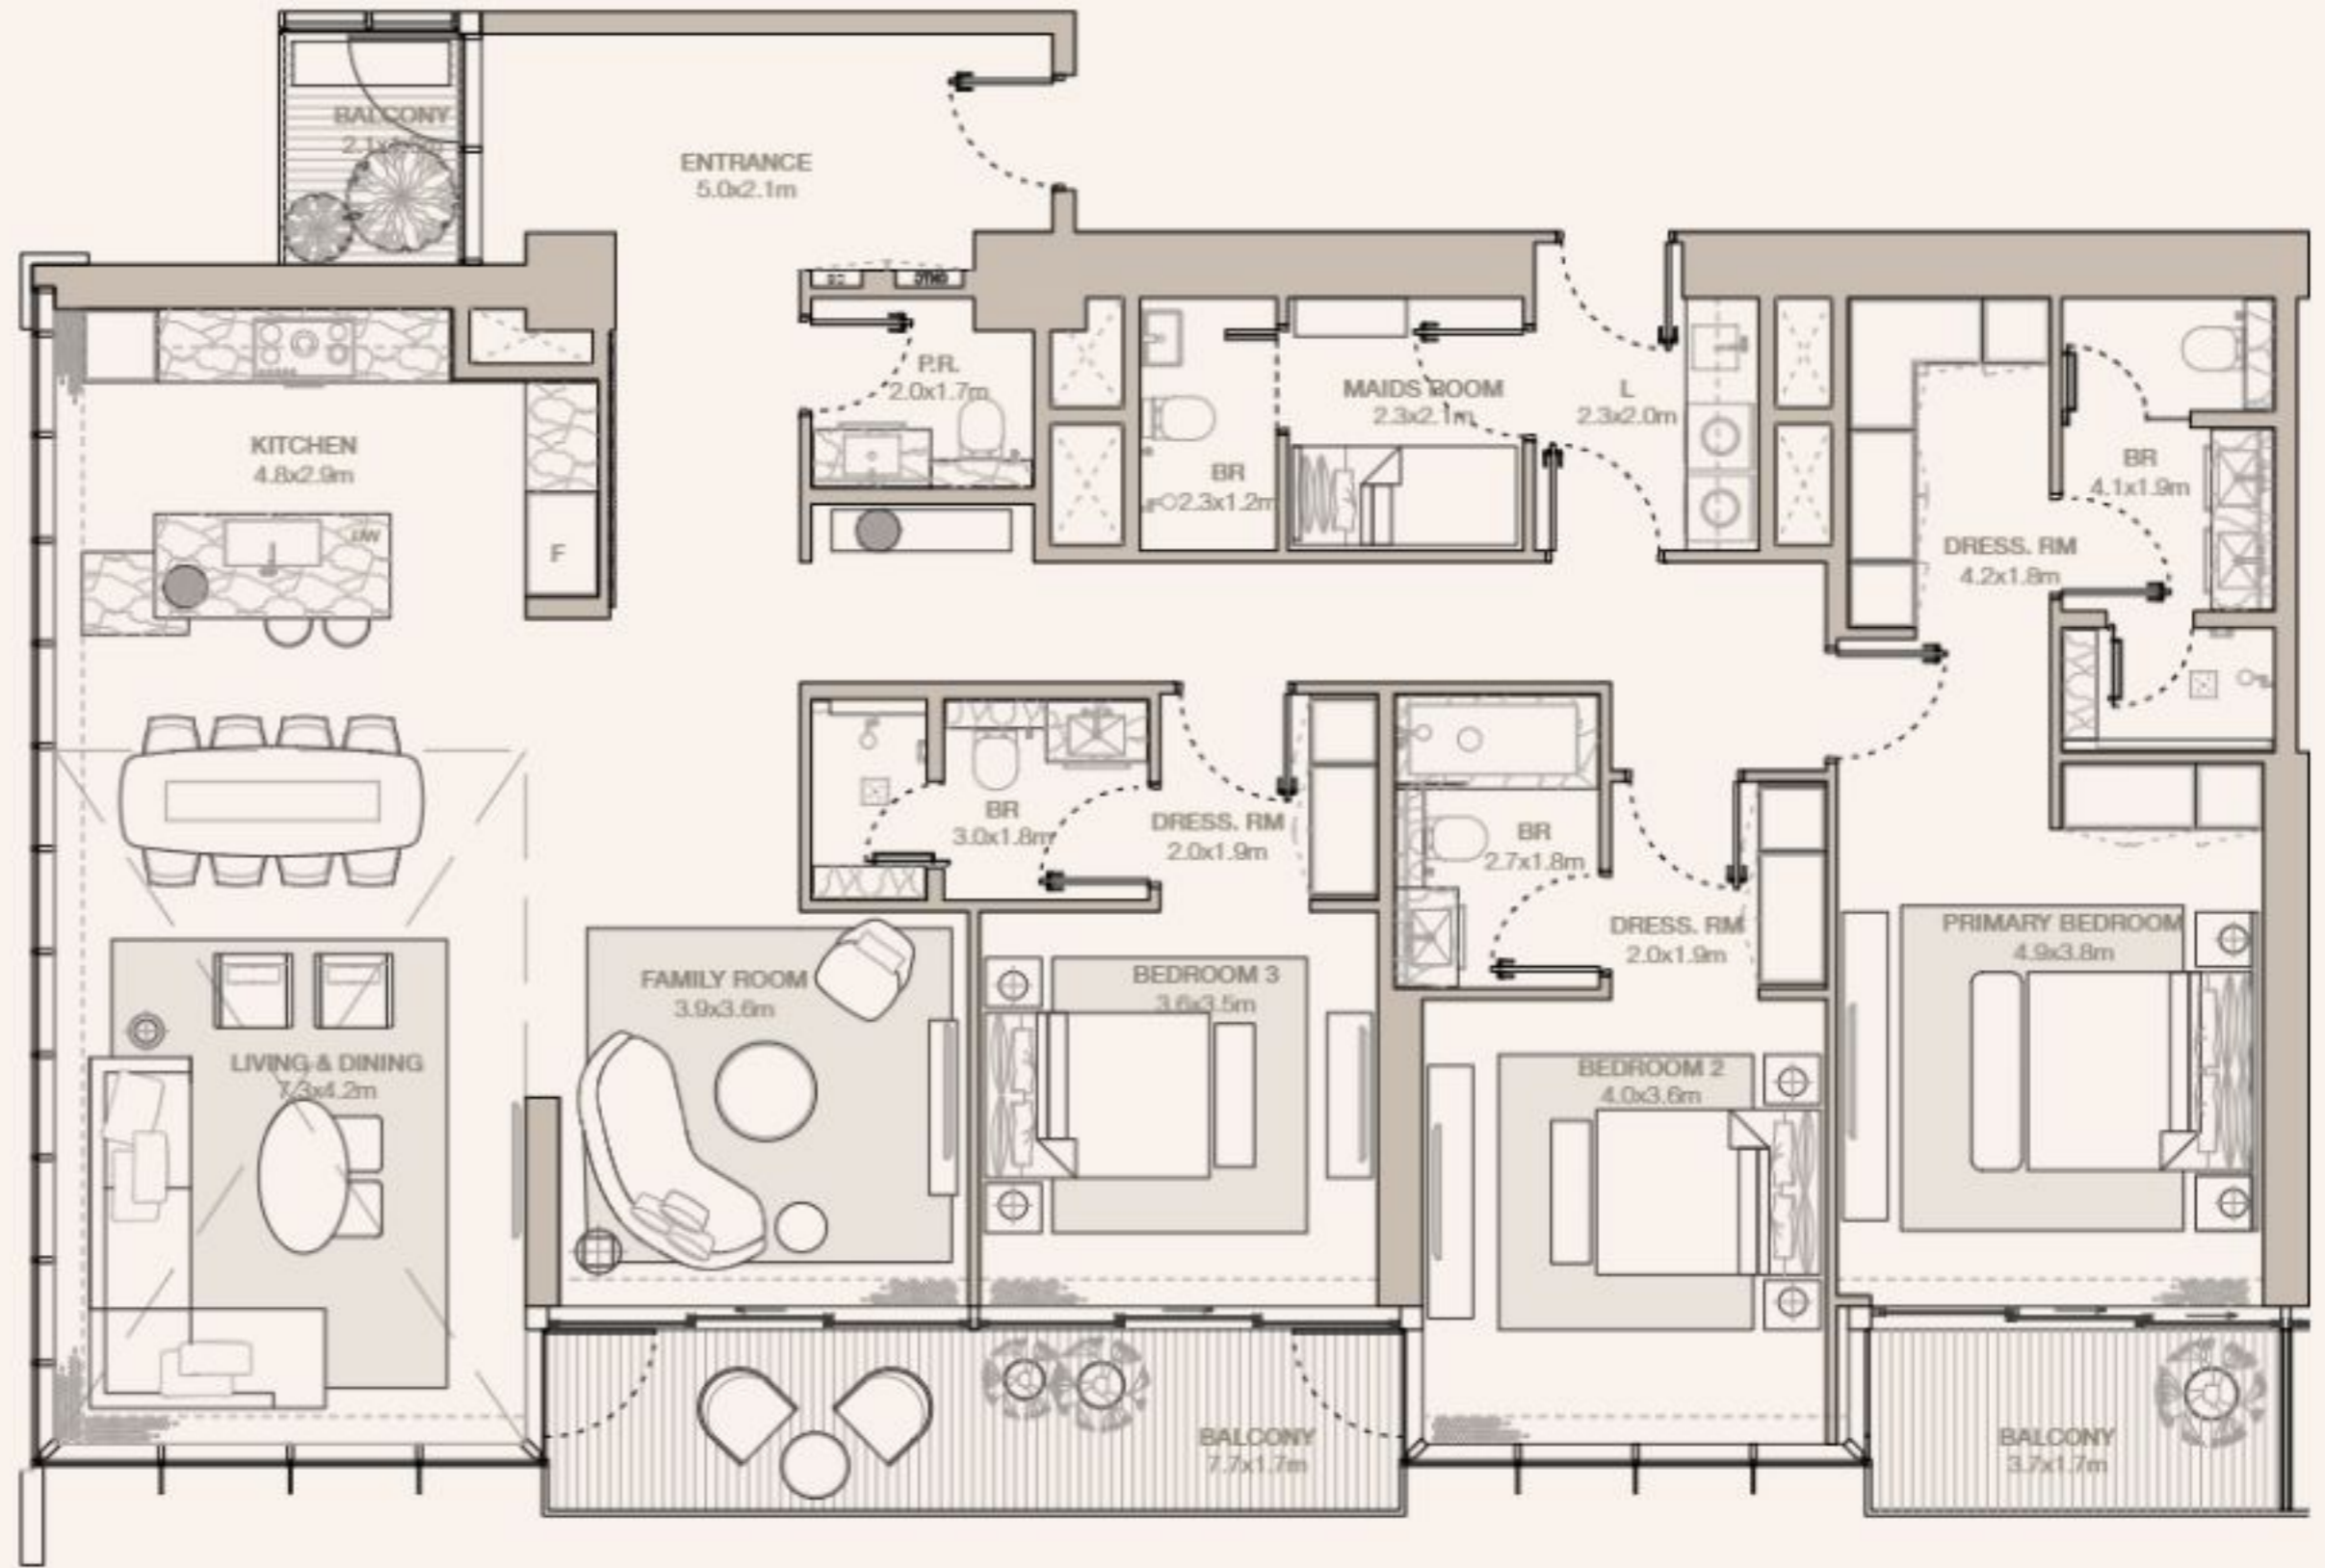 BALCONY
ENTRANCE
5.0x2.1m
P.R.
2.0x1.7m
MAIDS ROOM
2.3x2.1m
L
2.3x2.0m
KITCHEN
4.8x2.9m
BR
2.3x1.2m
BR
4.1x1.9m
DW
F
DRESS. RM
4.2x1.8m
BR
3.0x1.8m
DRESS. RM
2.0x1.9m
BR
2.7x1.8m
DRESS. RM
2.0x1.9m
PRIMARY BEDROOM
4.9x3.8m
FAMILY ROOM
3.9x3.6m
BEDROOM 3
3.6x3.5m
LIVING & DINING
7.3x4.2m
BEDROOM 2
4.0x3.6m
BALCONY
7.7x1.7m
BALCONY
3.7x1.7m